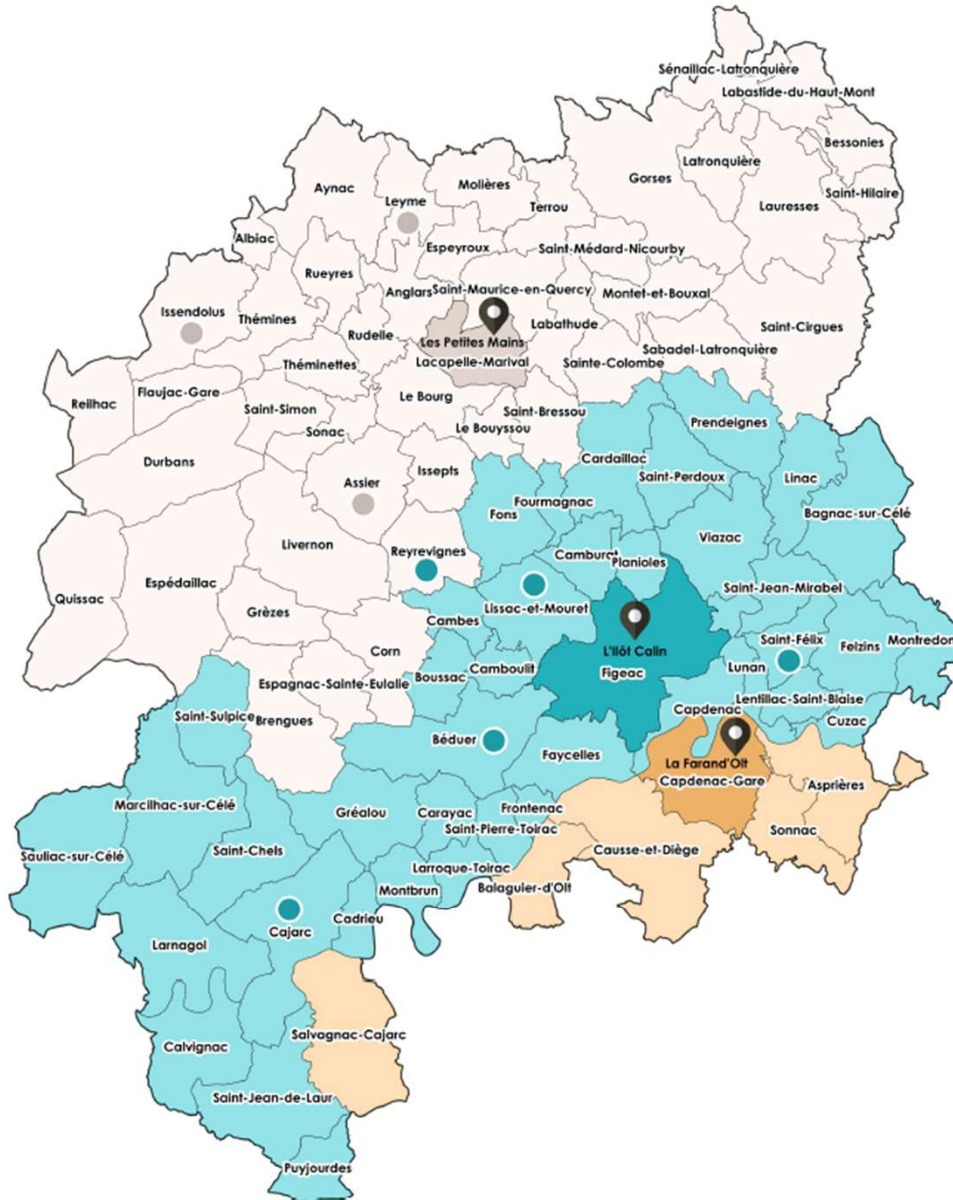 Sénaillac-Latronquière
Labastide-du-Haut-Mont
Bessonies
Latronquière
Gorses
Saint-Hilaire
Lauresses
Molières
Aynac
Leyme
Terrou
Albiac
Espeyroux
Saint-Médard-Nicourby
Rueyres
Anglars
Saint-Maurice-en-Quercy
Montet-et-Bouxal
Issendolus
Thémines
Labathude
Saint-Cirgues
Rudelle
Les Petites Mains
Sabadel-Latronquière
Lacapelle-Marival
Sainte-Colombe
Théminettes
Flaujac-Gare
Reilhac
Le Bourg
Saint-Simon
Saint-Bressou
Prendeignes
Sonac
Le Bouyssou
Durbans
Cardaillac
Issepts
Saint-Perdoux
Linac
Assier
Fourmagnac
Fons
Bagnac-sur-Célé
Viazac
Livernon
Reyrevignes
Camburat
Planioles
Espédaillac
Saint-Jean-Mirabel
Quissac
Lissac-et-Mouret
Grèzes
Cambes
Saint-Félix
Montredon
Felzins
Corn
L'Ilôt Calin
Camboulit
Lunan
Figeac
Boussac
Espagnac-Sainte-Eulalie
Lentillac-Saint-Blaise
Capdenac
Saint-Sulpice
Brengues
Cuzac
Béduer
Faycelles
La Farand'Olt
Capdenac-Gare
Asprières
Marcilhac-sur-Célé
Frontenac
Gréalou
Carayac
Saint-Pierre-Toirac
Sonnac
Sauliac-sur-Célé
Saint-Chels
Causse-et-Diège
Larroque-Toirac
Balaguier-d'Olt
Montbrun
Cadrieu
Cajarc
Larnagol
Salvagnac-Cajarc
Calvignac
Saint-Jean-de-Laur
Puyjourdes